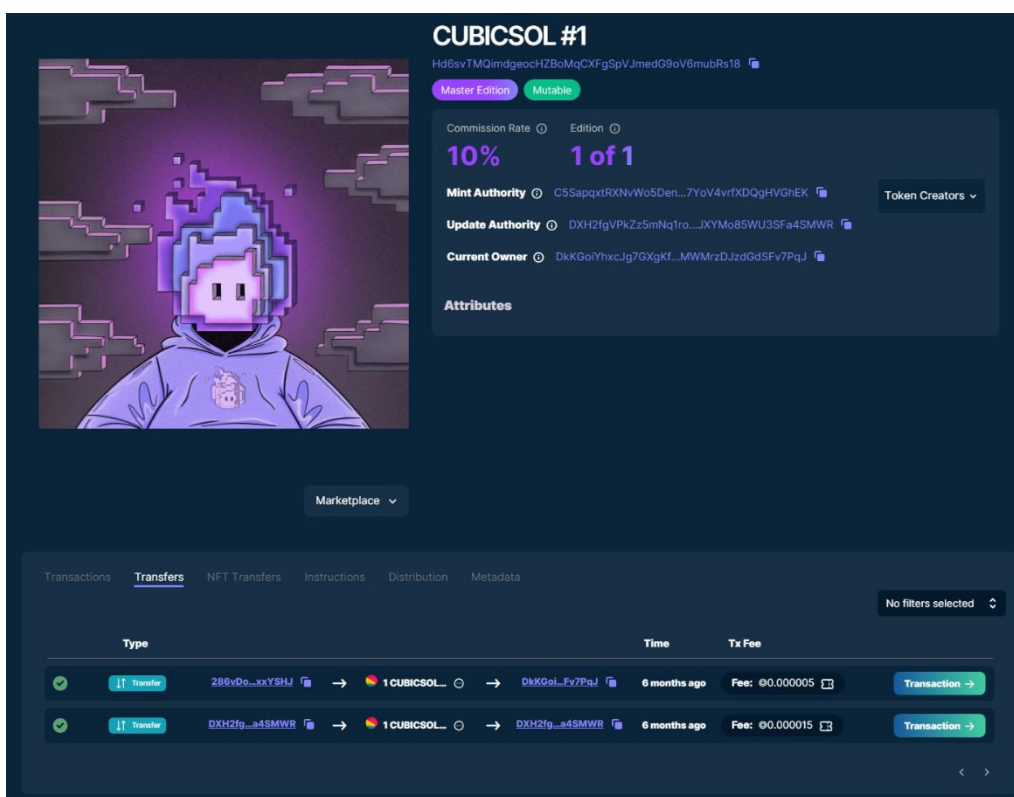 CUBICSOL #1
Hd6svTMQimdgeocHZBoMqCXFgSpVJmedG9oV6mubRs18
Master Edition Mutable
Commission Rate Edition
10% 1 of 1
Mint Authority C5SapqxtRXNvWo5Den...7YoV4vrfXDQgHVGhEK
Token Creators
Update Authority DXH2fgVPkZz5mNq1ro...JXYMo85WU3SFa4SMWR
Current Owner DkKGoiYhxcJg7GXgKf...MWMrzDJzdGdSFv7PqJ
Attributes
Marketplace
Transactions Transfers NFT Transfers Instructions Distribution Metadata
No filters selected
Type Time Tx Fee
Transfer 286vDo...xxYSHJ → 1 CUBICSOL... → DkKGoi...Fv7PqJ 6 months ago Fee: 0.000005 Transaction →
Transfer DXH2fg...a4SMWR → 1 CUBICSOL... → DXH2fg...a4SMWR 6 months ago Fee: 0.000015 Transaction →